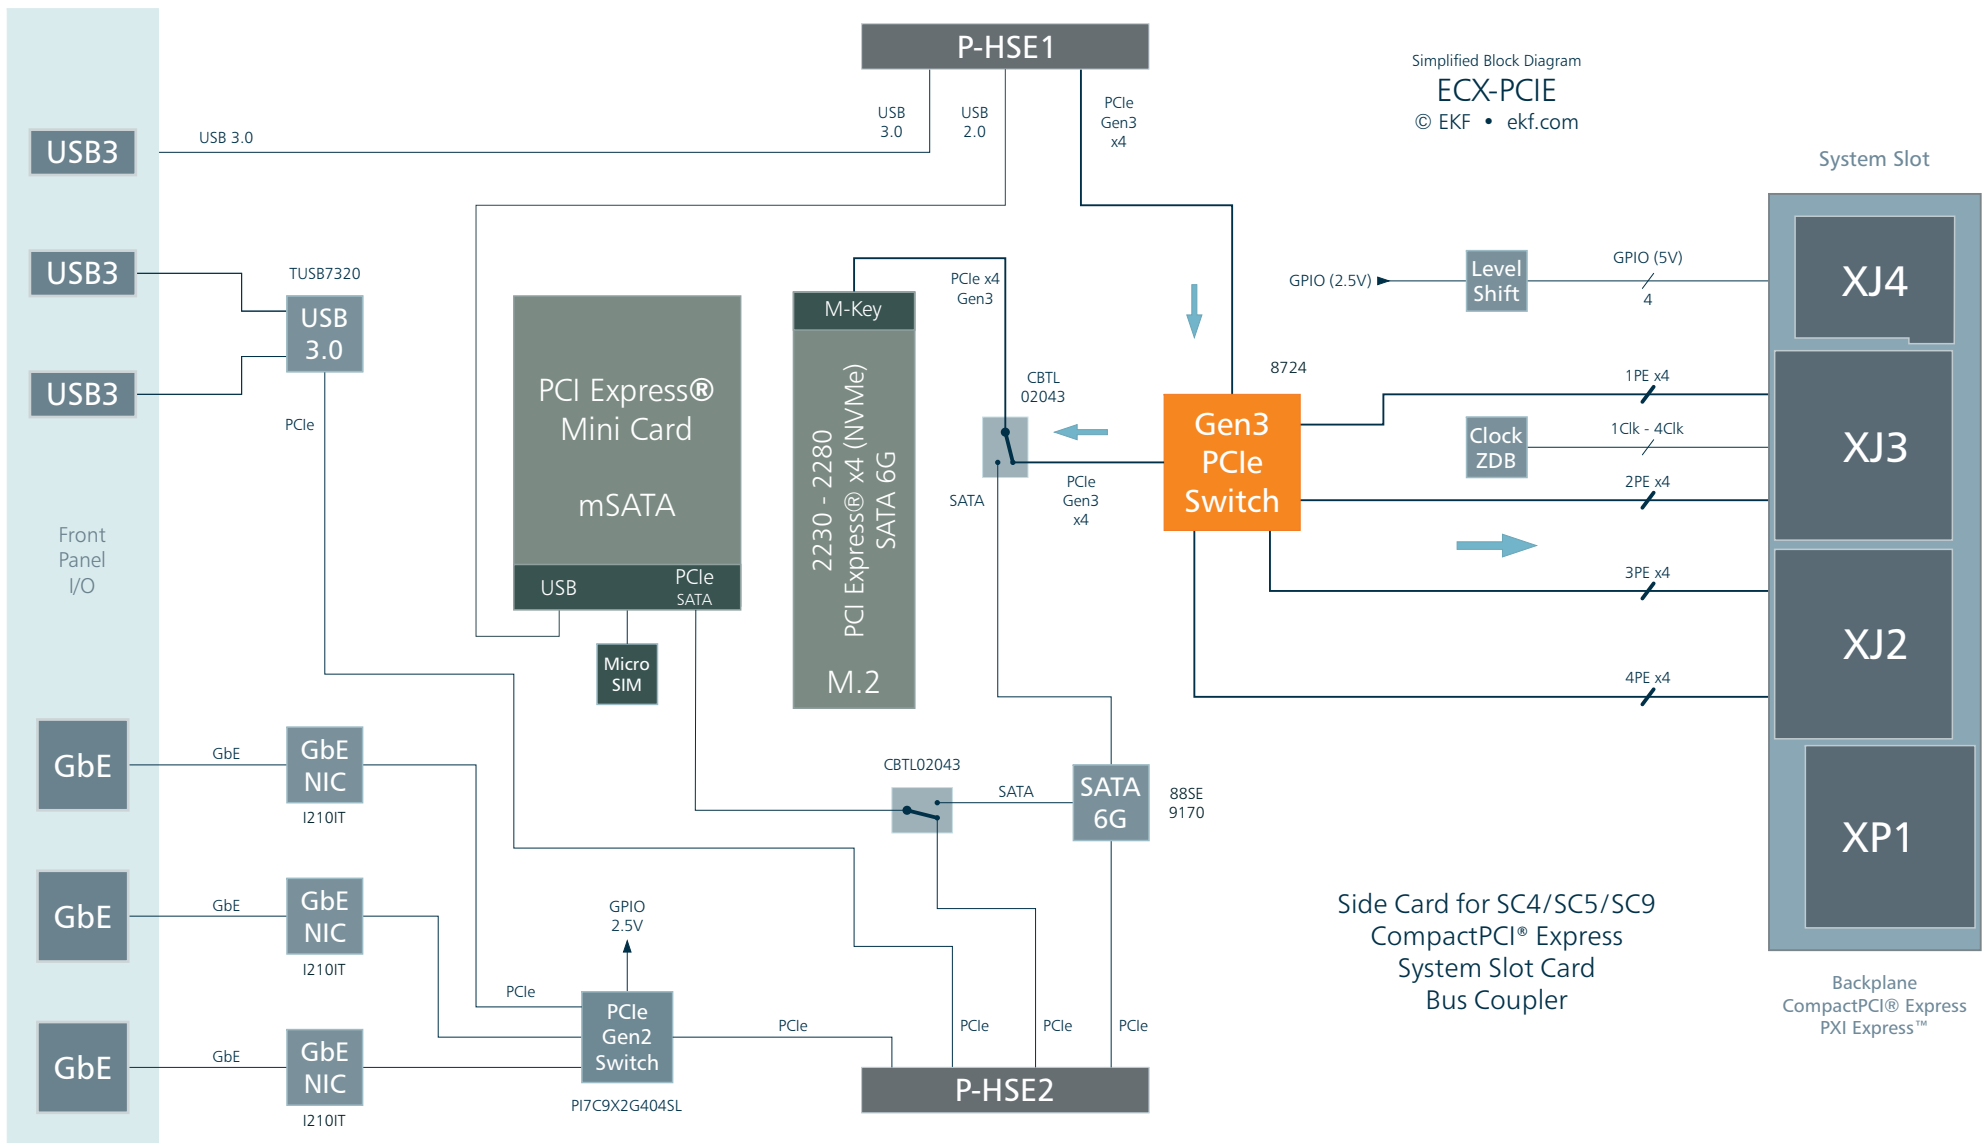 P-HSE1
Simplified Block Diagram
ECX-PCIE
© EKF • ekf.com
USB
3.0
USB
2.0
PCIe
Gen3
x4
USB3
USB 3.0
System Slot
USB3
TUSB7320
USB
3.0
USB3
PCIe
PCI Express®
Mini Card
mSATA
USB
PCIe
SATA
Micro
SIM
M-Key
2230 - 2280
PCI Express® x4 (NVMe)
SATA 6G
M.2
PCIe x4
Gen3
CBTL
02043
SATA
PCIe
Gen3
x4
8724
Gen3
PCIe
Switch
GPIO (2.5V)
Level
Shift
GPIO (5V)
4
XJ4
1PE x4
Clock
ZDB
1Clk - 4Clk
2PE x4
XJ3
3PE x4
4PE x4
XJ2
XP1
Front
Panel
I/O
GbE
GbE
GbE
NIC
I210IT
GbE
GbE
GbE
NIC
I210IT
GbE
GbE
GbE
NIC
I210IT
PCIe
GPIO
2.5V
PCIe
Gen2
Switch
PI7C9X2G404SL
PCIe
CBTL02043
SATA
SATA
6G
88SE
9170
PCIe
PCIe
PCIe
P-HSE2
Side Card for SC4/SC5/SC9
CompactPCI® Express
System Slot Card
Bus Coupler
Backplane
CompactPCI® Express
PXI Express™